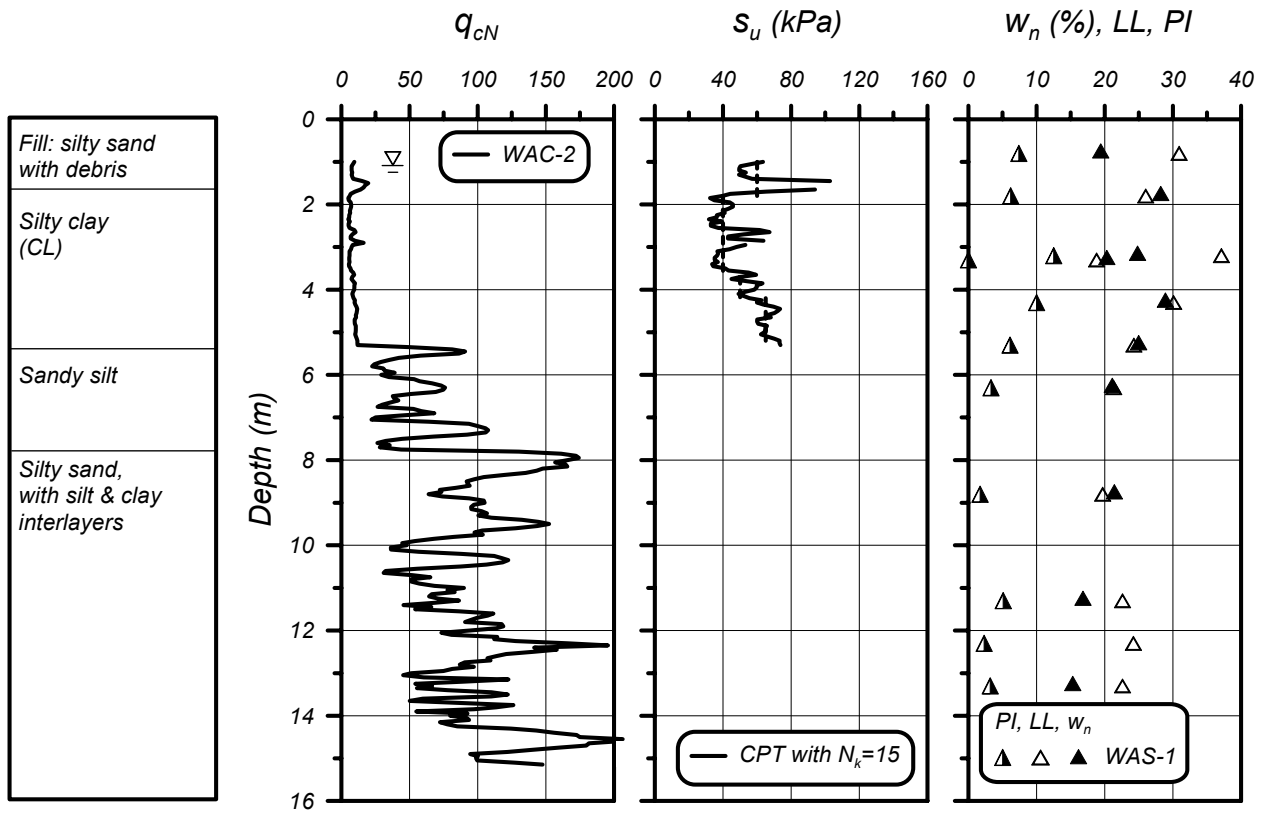 q_cN
s_u (kPa)
w_n (%), LL, PI
0 50 100 150 200
0 40 80 120 160
0 10 20 30 40
Fill: silty sand
with debris
Silty clay
(CL)
Sandy silt
Silty sand,
with silt & clay
interlayers
Depth (m)
0
2
4
6
8
10
12
14
16
WAC-2
CPT with N_k=15
PI, LL, w_n
WAS-1